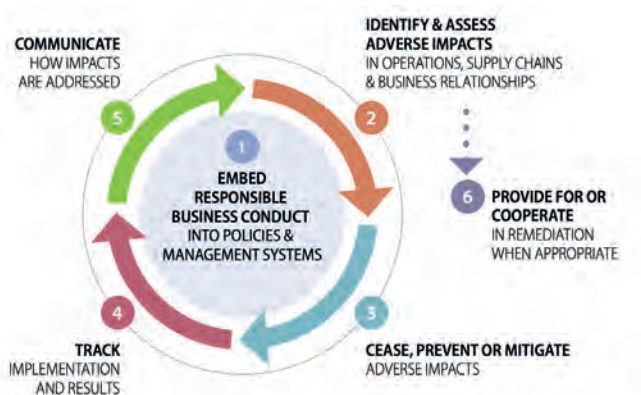 1
EMBED
RESPONSIBLE
BUSINESS CONDUCT
INTO POLICIES &
MANAGEMENT SYSTEMS
2
IDENTIFY & ASSESS
ADVERSE IMPACTS
IN OPERATIONS, SUPPLY CHAINS
& BUSINESS RELATIONSHIPS
3
CEASE, PREVENT OR MITIGATE
ADVERSE IMPACTS
4
TRACK
IMPLEMENTATION
AND RESULTS
5
COMMUNICATE
HOW IMPACTS
ARE ADDRESSED
6
PROVIDE FOR OR
COOPERATE
IN REMEDIATION
WHEN APPROPRIATE